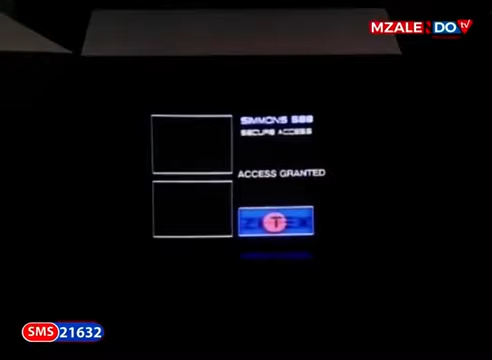 MZALENDO.tv
SIMMONS 588
SECURE ACCESS
ACCESS GRANTED
SMS 21632